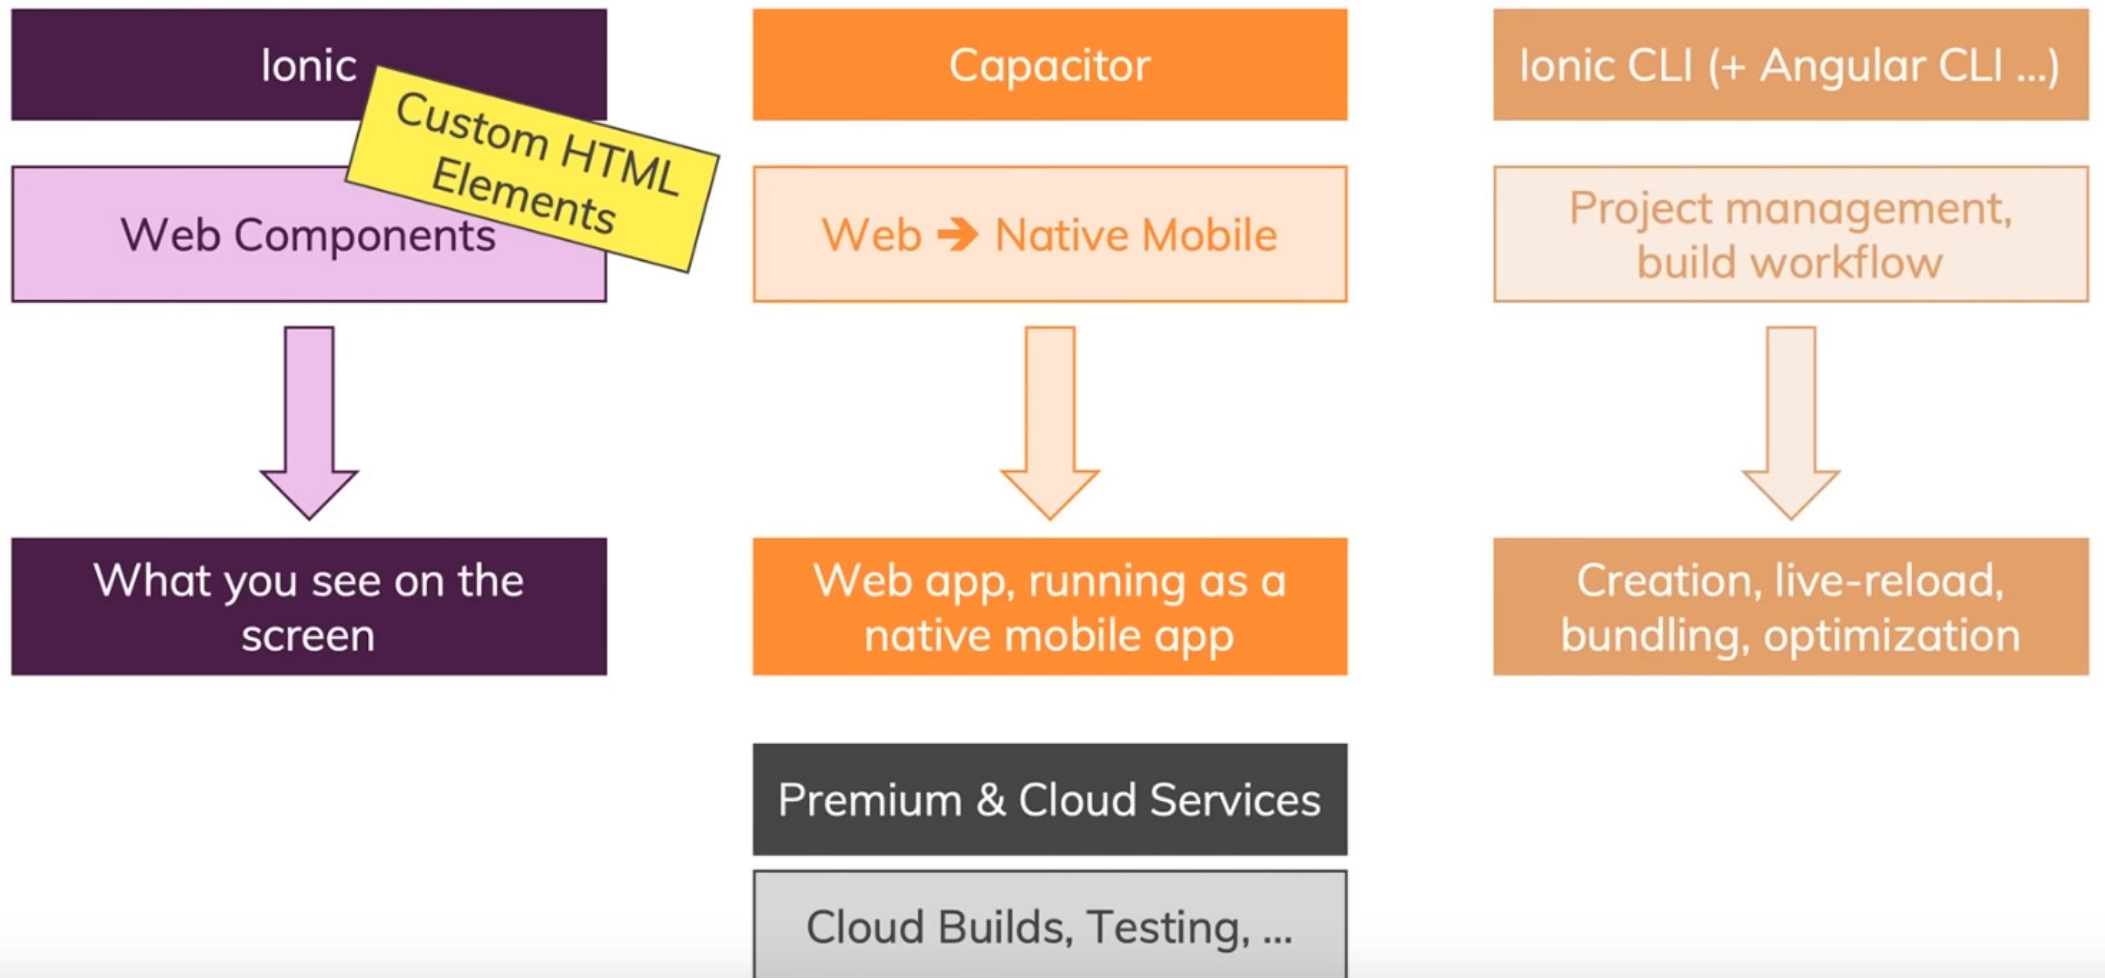 Ionic
Custom HTML
Elements
Web Components
What you see on the
screen
Capacitor
Web ➔ Native Mobile
Web app, running as a
native mobile app
Ionic CLI (+ Angular CLI ...)
Project management,
build workflow
Creation, live-reload,
bundling, optimization
Premium & Cloud Services
Cloud Builds, Testing, ...